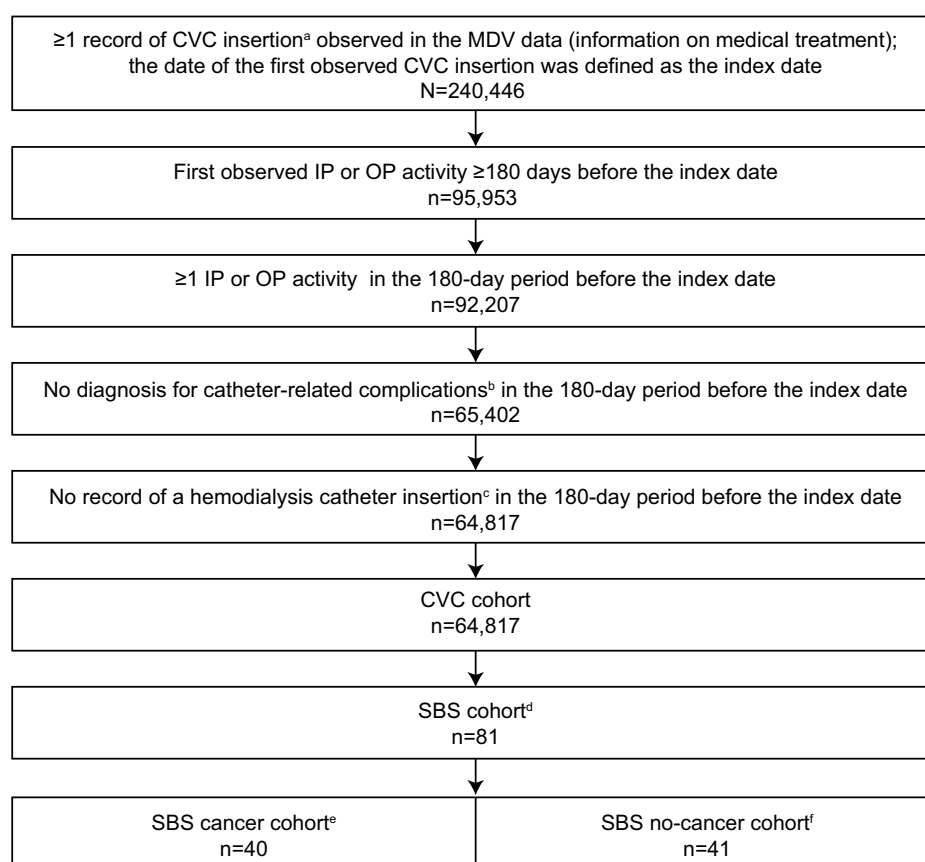 ≥1 record of CVC insertionᵃ observed in the MDV data (information on medical treatment);
the date of the first observed CVC insertion was defined as the index date
N=240,446
First observed IP or OP activity ≥180 days before the index date
n=95,953
≥1 IP or OP activity in the 180-day period before the index date
n=92,207
No diagnosis for catheter-related complicationsᵇ in the 180-day period before the index date
n=65,402
No record of a hemodialysis catheter insertionᶜ in the 180-day period before the index date
n=64,817
CVC cohort
n=64,817
SBS cohortᵈ
n=81
SBS cancer cohortᵉ
n=40
SBS no-cancer cohortᶠ
n=41